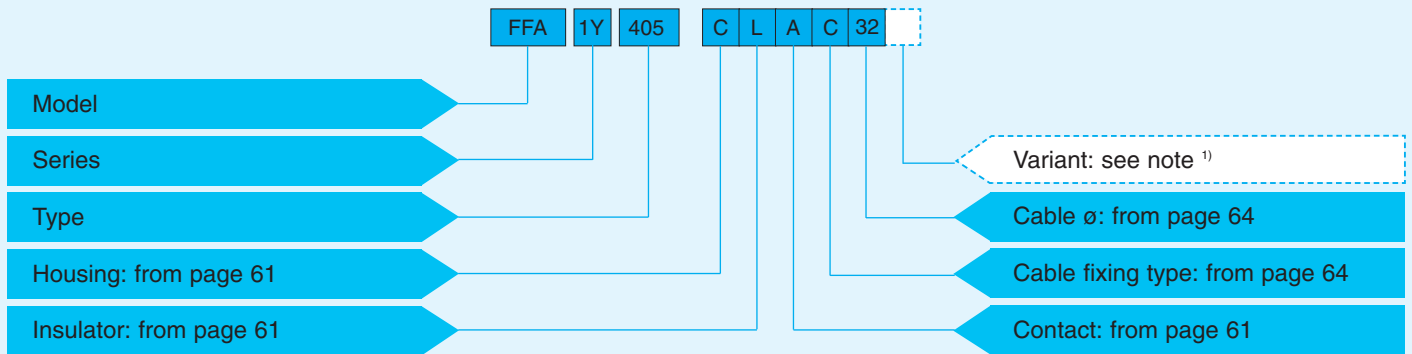 FFA 1Y 405 C L A C 32
Model
Series
Type
Housing: from page 61
Insulator: from page 61
Variant: see note 1)
Cable ø: from page 64
Cable fixing type: from page 64
Contact: from page 61